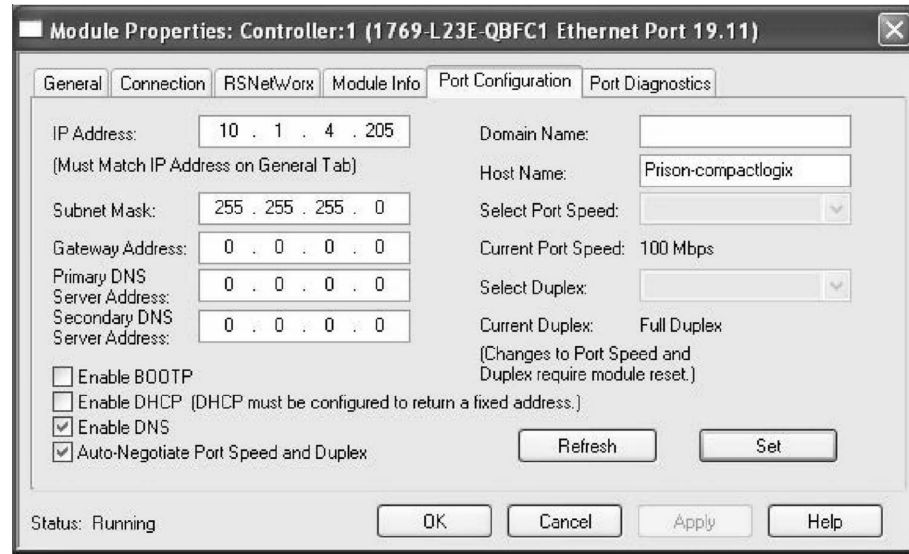 Module Properties: Controller:1 (1769-L23E-QBFC1 Ethernet Port 19.11)
General Connection RSNetWorx Module Info Port Configuration Port Diagnostics
IP Address: 10 . 1 . 4 . 205
(Must Match IP Address on General Tab)
Subnet Mask: 255 . 255 . 255 . 0
Gateway Address: 0 . 0 . 0 . 0
Primary DNS
Server Address: 0 . 0 . 0 . 0
Secondary DNS
Server Address: 0 . 0 . 0 . 0
Domain Name:
Host Name: Prison-compactlogix
Select Port Speed:
Current Port Speed: 100 Mbps
Select Duplex:
Current Duplex: Full Duplex
(Changes to Port Speed and
Duplex require module reset.)
Enable BOOTP
Enable DHCP (DHCP must be configured to return a fixed address.)
Enable DNS
Auto-Negotiate Port Speed and Duplex
Refresh Set
Status: Running
OK Cancel Apply Help